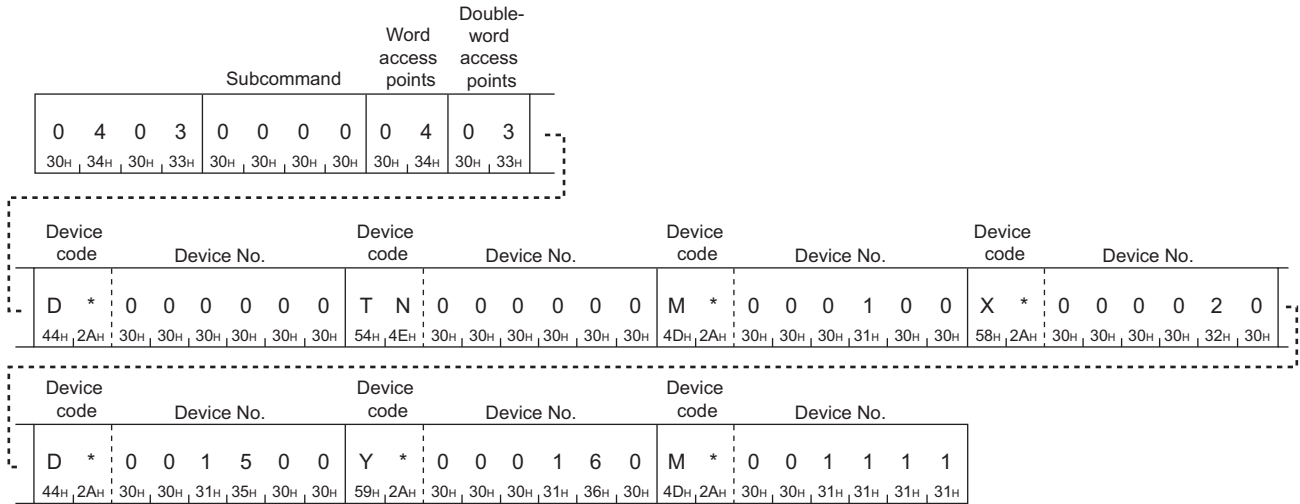 Double-
Word word
access access
Subcommand points points
0 4 0 3 0 0 0 0 0 4 0 3
30H 34H 30H 33H 30H 30H 30H 30H 30H 34H 30H 33H
Device Device Device Device
code Device No. code Device No. code Device No. code Device No.
D * 0 0 0 0 0 0 T N 0 0 0 0 0 0 M * 0 0 0 1 0 0 X * 0 0 0 0 2 0
44H 2AH 30H 30H 30H 30H 30H 30H 54H 4EH 30H 30H 30H 30H 30H 30H 4DH 2AH 30H 30H 30H 31H 30H 30H 58H 2AH 30H 30H 30H 30H 32H 30H
Device Device Device
code Device No. code Device No. code Device No.
D * 0 0 1 5 0 0 Y * 0 0 0 1 6 0 M * 0 0 1 1 1 1
44H 2AH 30H 30H 31H 35H 30H 30H 59H 2AH 30H 30H 30H 31H 36H 30H 4DH 2AH 30H 30H 31H 31H 31H 31H